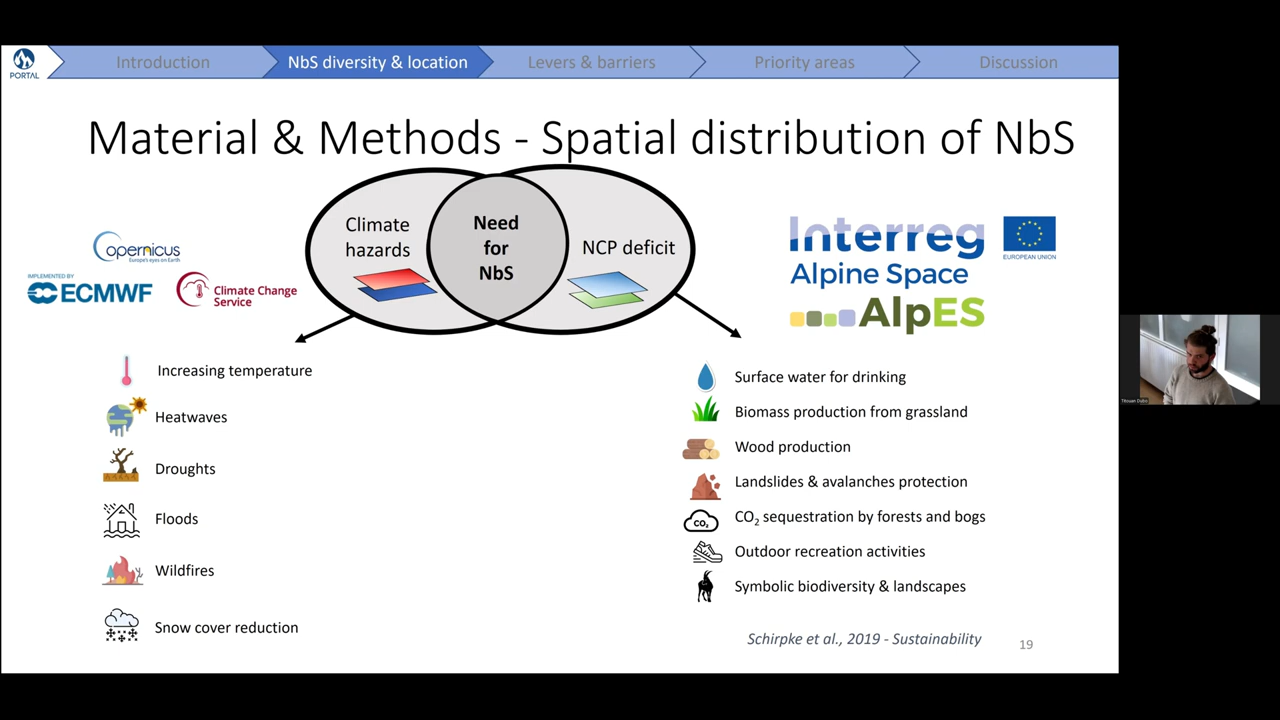 PORTAL
Introduction
NbS diversity & location
Levers & barriers
Priority areas
Discussion
Material & Methods - Spatial distribution of NbS
Climate
hazards
Need
for
NbS
NCP deficit
opernicus
Europe's eyes on Earth
IMPLEMENTED BY
ECMWF
Climate Change
Service
Interreg
EUROPEAN UNION
Alpine Space
AlpES
Increasing temperature
Heatwaves
Droughts
Floods
Wildfires
Snow cover reduction
Surface water for drinking
Biomass production from grassland
Wood production
Landslides & avalanches protection
CO₂
CO₂ sequestration by forests and bogs
Outdoor recreation activities
Symbolic biodiversity & landscapes
Schirpke et al., 2019 - Sustainability
19